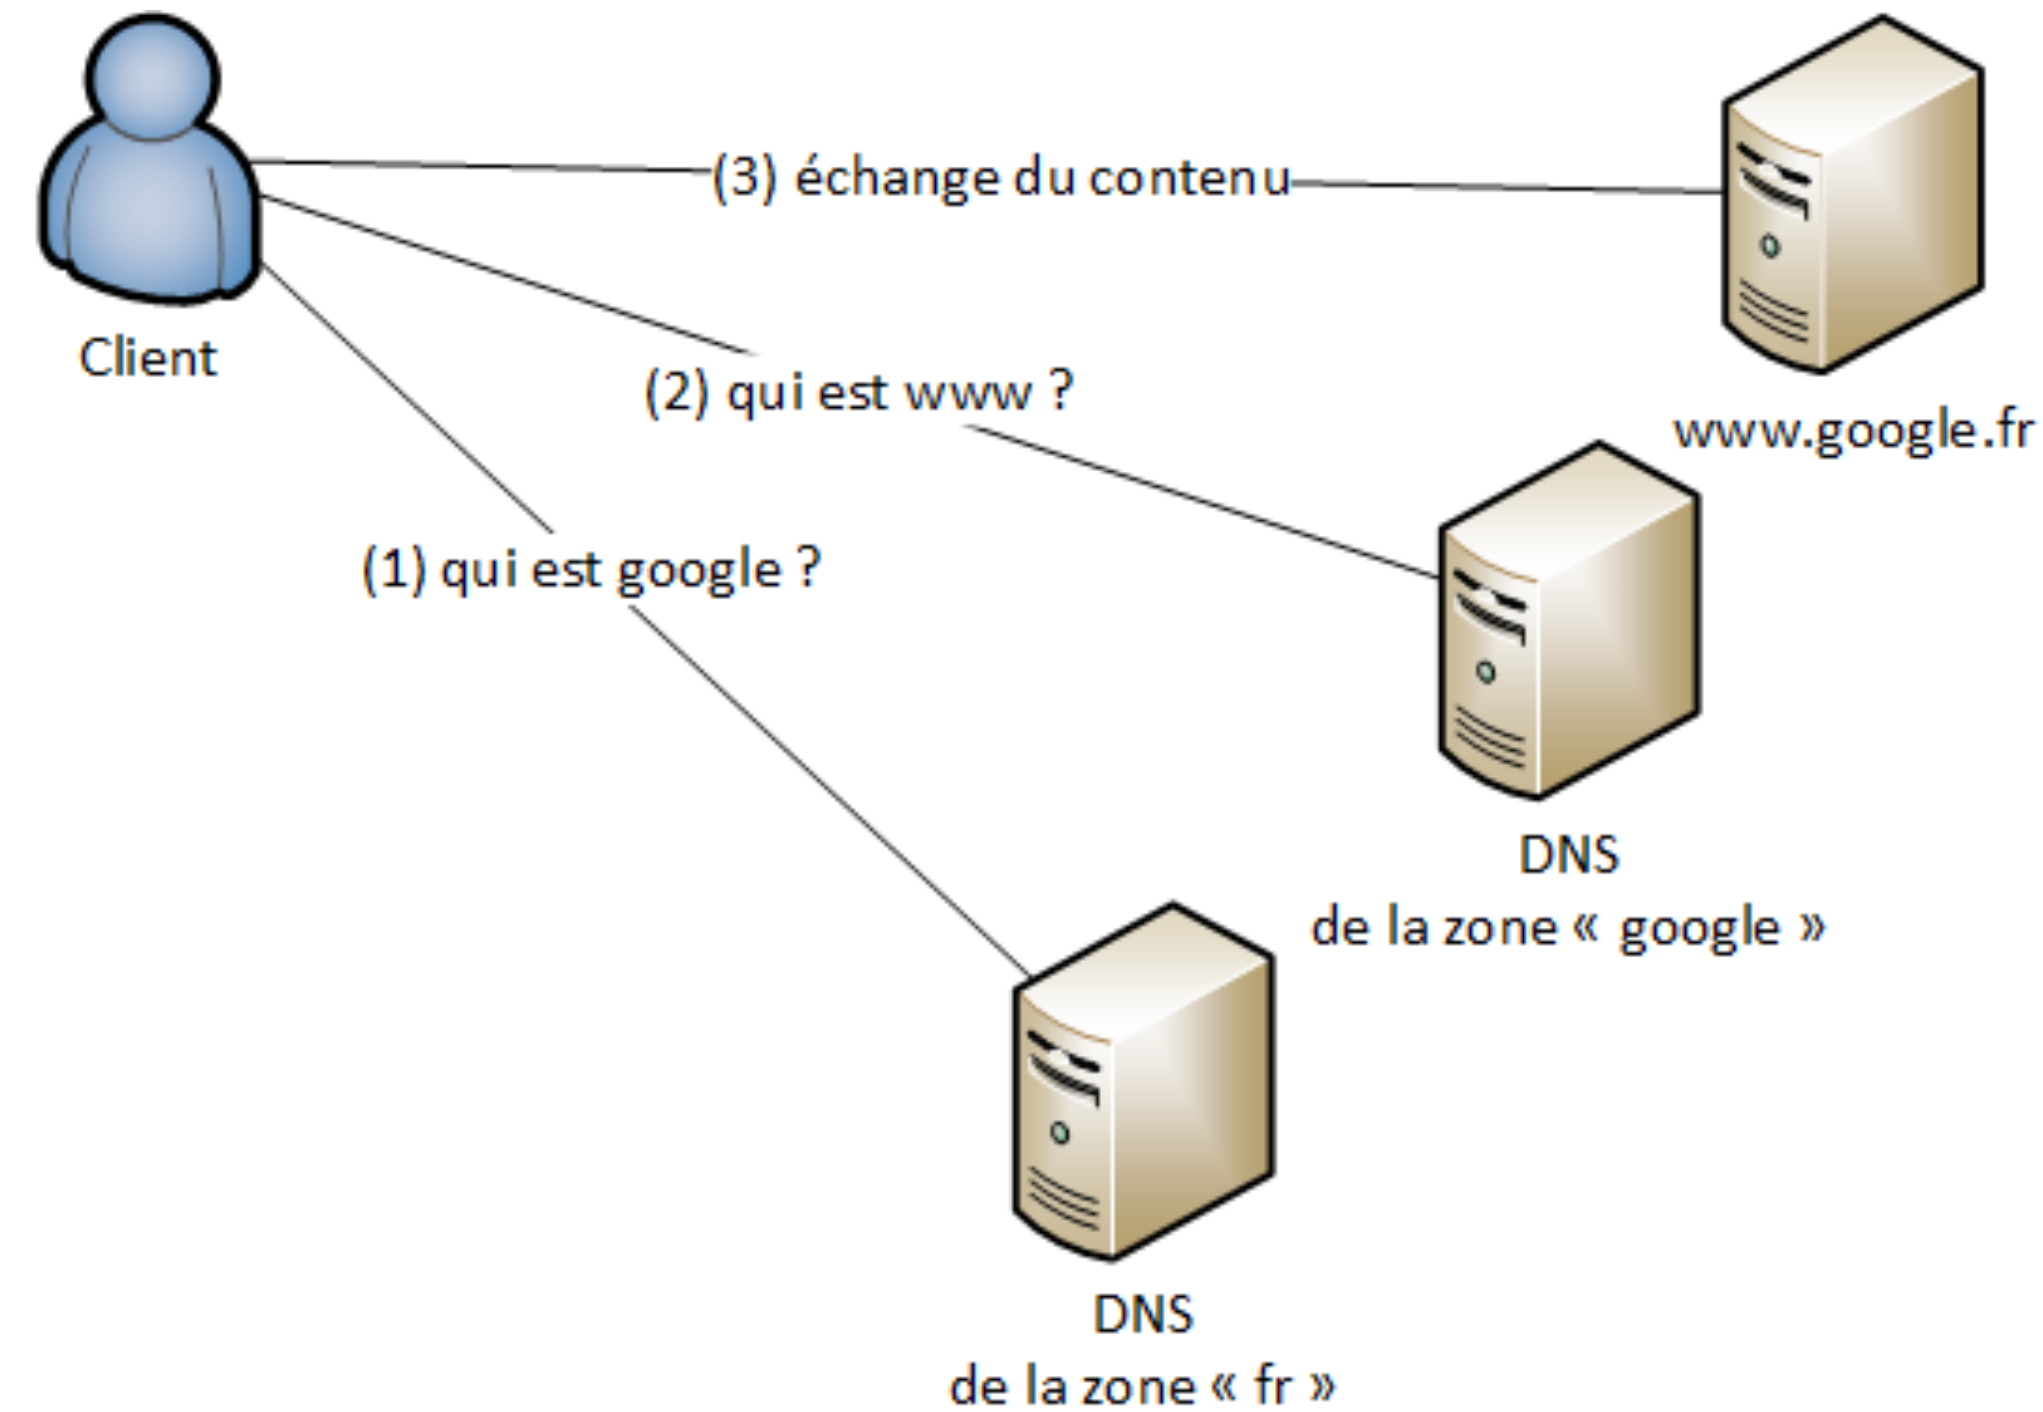 (3) échange du contenu
Client
(2) qui est www ?
www.google.fr
(1) qui est google ?
DNS
de la zone « google »
DNS
de la zone « fr »